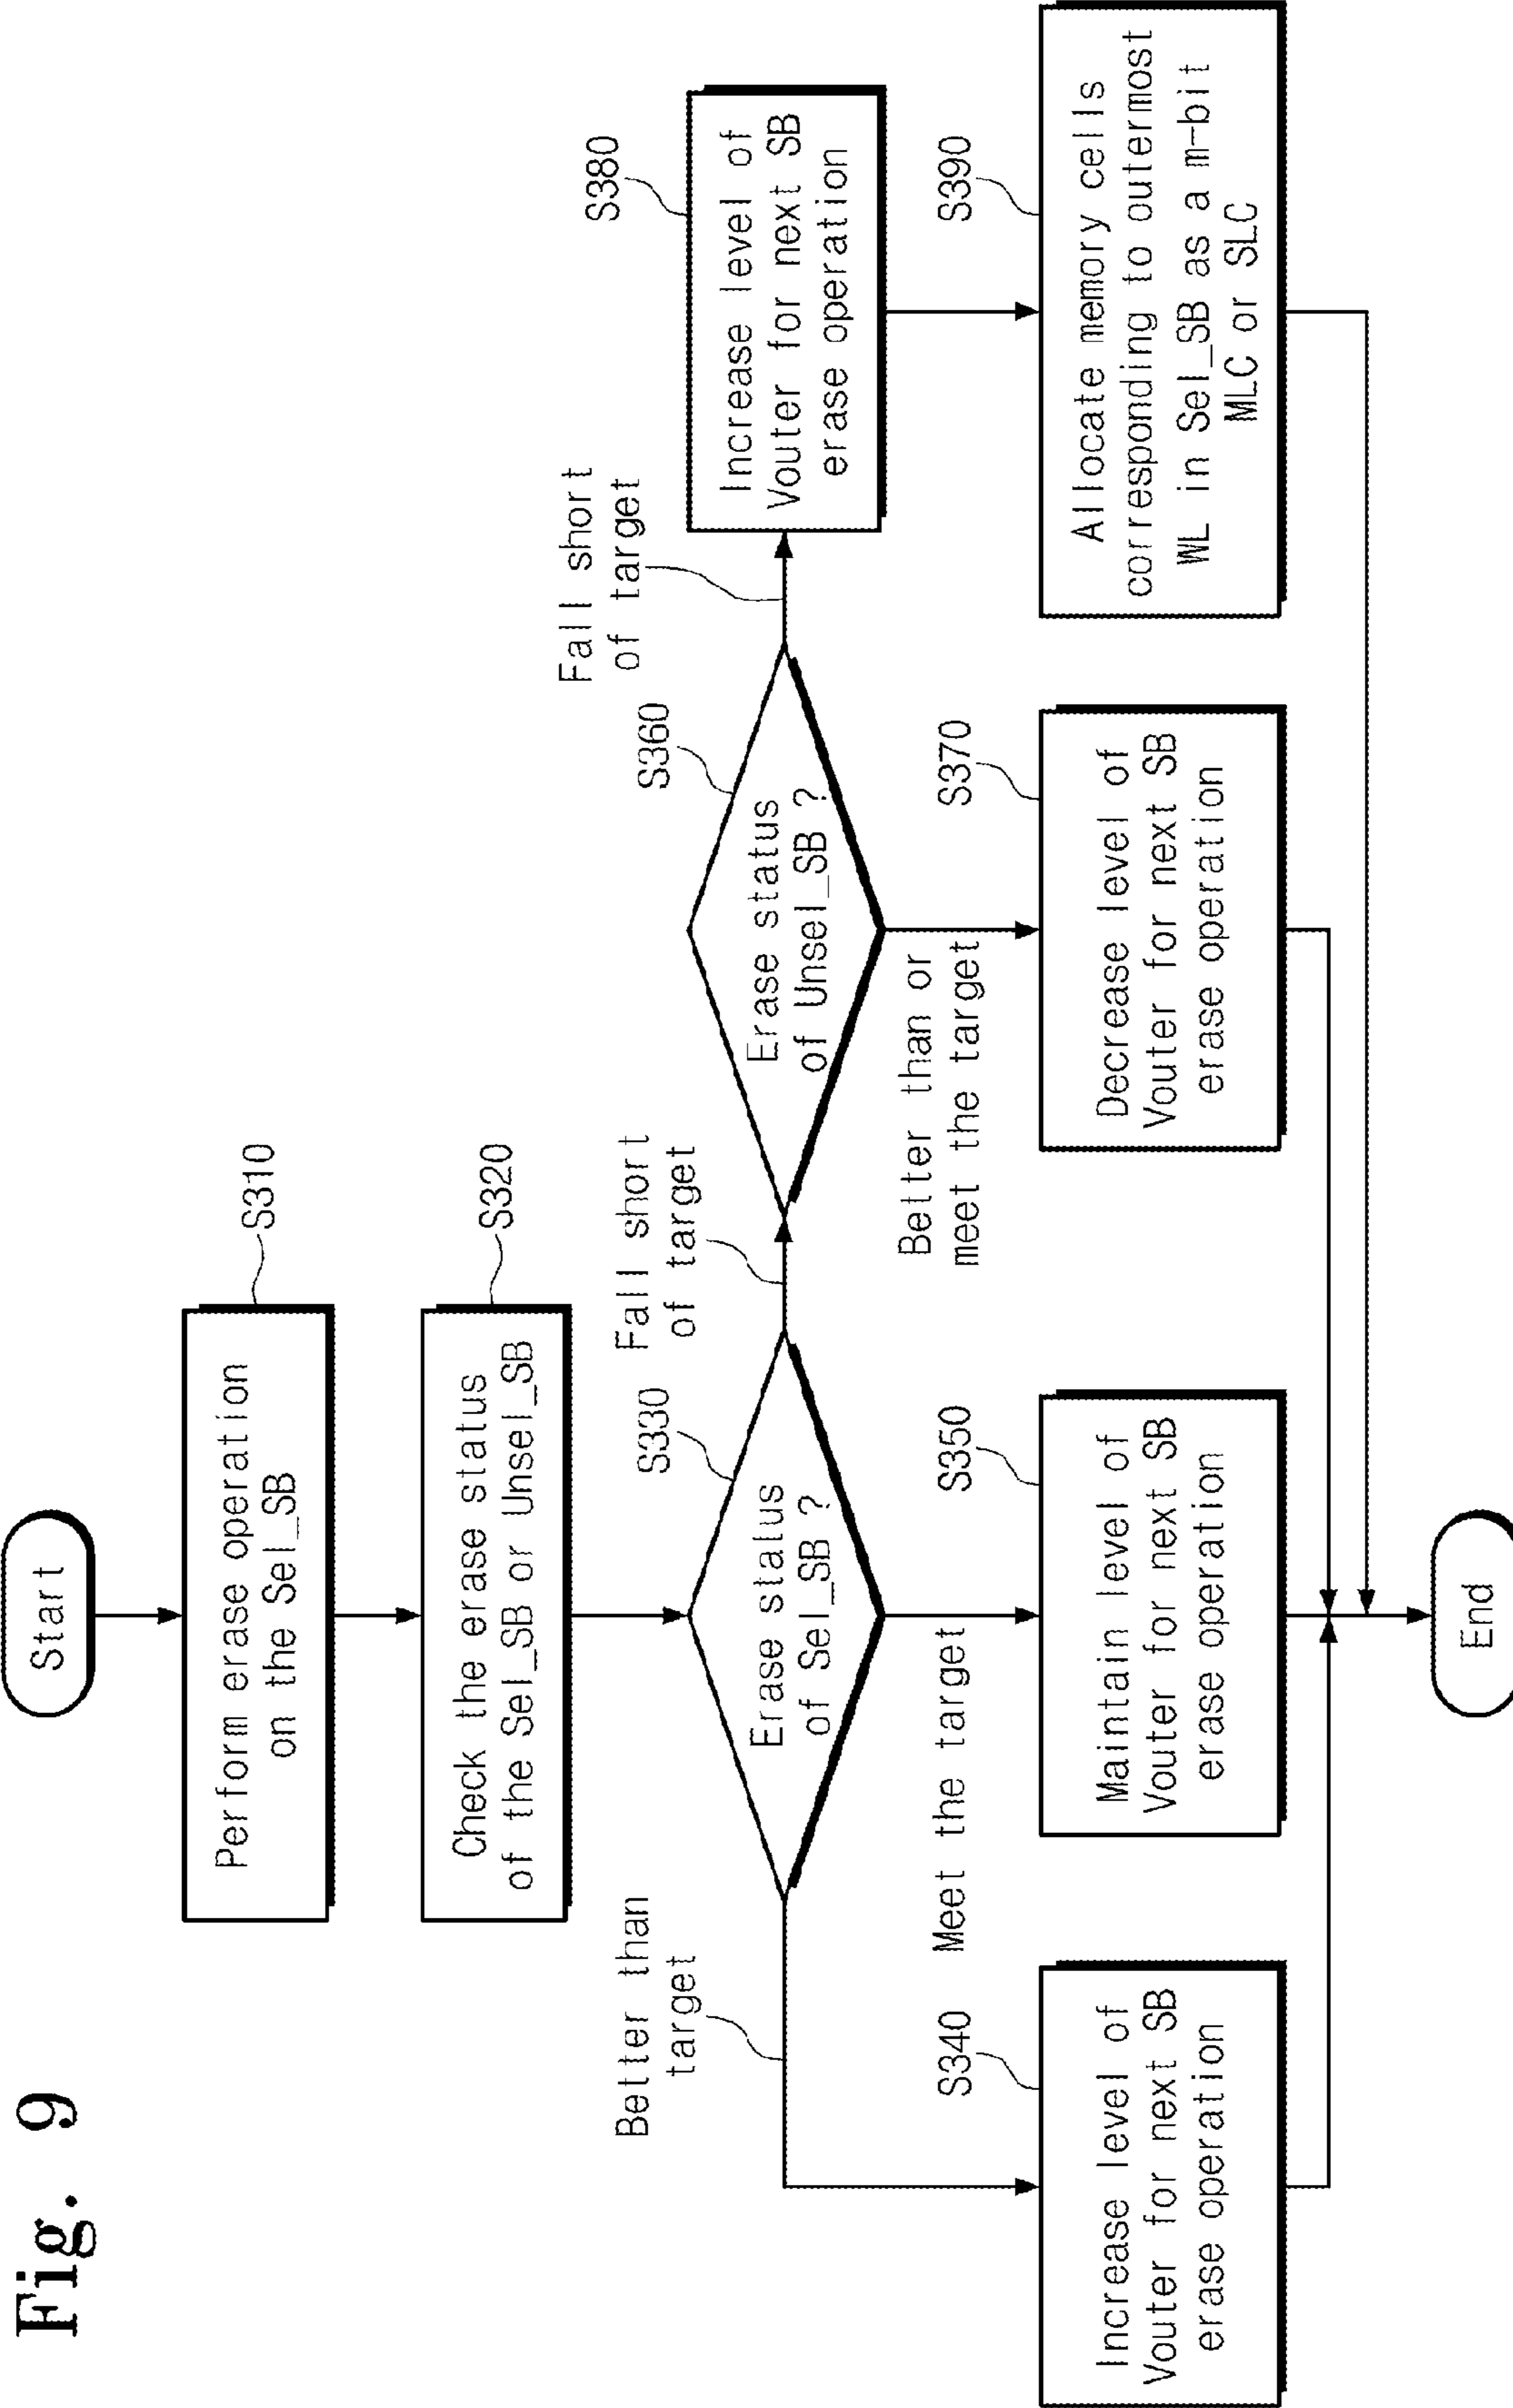 Fig. 9
Start
Perform erase operation
on the Sel_SB
S310
Check the erase status
of the Sel_SB or Unsel_SB
S320
Erase status
of Sel_SB ?
S330
Better than
target
Meet the target
Fall short
of target
Erase status
of Unsel_SB ?
S360
Fall short
of target
Better than or
meet the target
Increase level of
Vouter for next SB
erase operation
S380
Increase level of
Vouter for next SB
erase operation
S340
Maintain level of
Vouter for next SB
erase operation
S350
Decrease level of
Vouter for next SB
erase operation
S370
Allocate memory cells
corresponding to outermost
WL in Sel_SB as a m-bit
MLC or SLC
S390
End